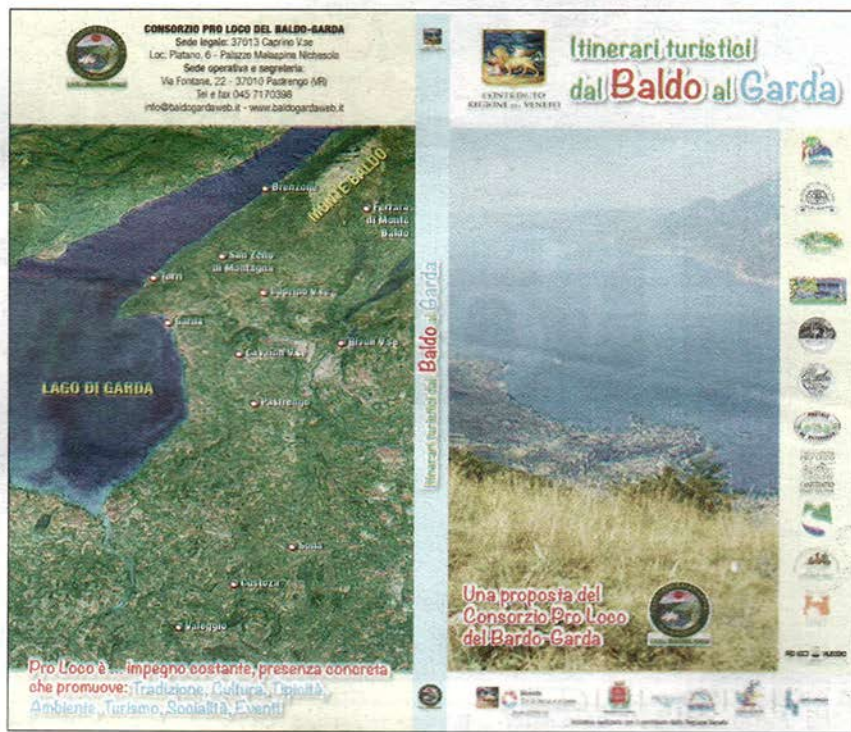 CONSORZIO PRO LOCO DEL BALDO-GARDA
Sede legale: 37013 Caprino V.se
Loc. Platano, 6 - Palazzo Malaspina Nichesola
Sede operativa e segreteria:
Via Fontane, 22 - 37010 Pastrengo (VR)
Tel e fax 045 7170398
info@baldogardaweb.it - www.baldogardaweb.it
Brenzone
MONTE BALDO
Ferrara
di Monte
Baldo
San Zeno
di Montagna
Torri
Caprino V.se
Garda
Cavaion V.se
Rivoli V.se
LAGO DI GARDA
Pastrengo
Custoza
Valeggio
Pro Loco è ... impegno costante, presenza concreta
che promuove: Tradizione, Cultura, Tipicità,
Ambiente, Turismo, Socialità, Eventi
Itinerari turistici dal Baldo al Garda
CONTRIBUTO
REGIONE DEL VENETO
Itinerari turistici
dal Baldo al Garda
Una proposta del
Consorzio Pro Loco
del Bardo-Garda